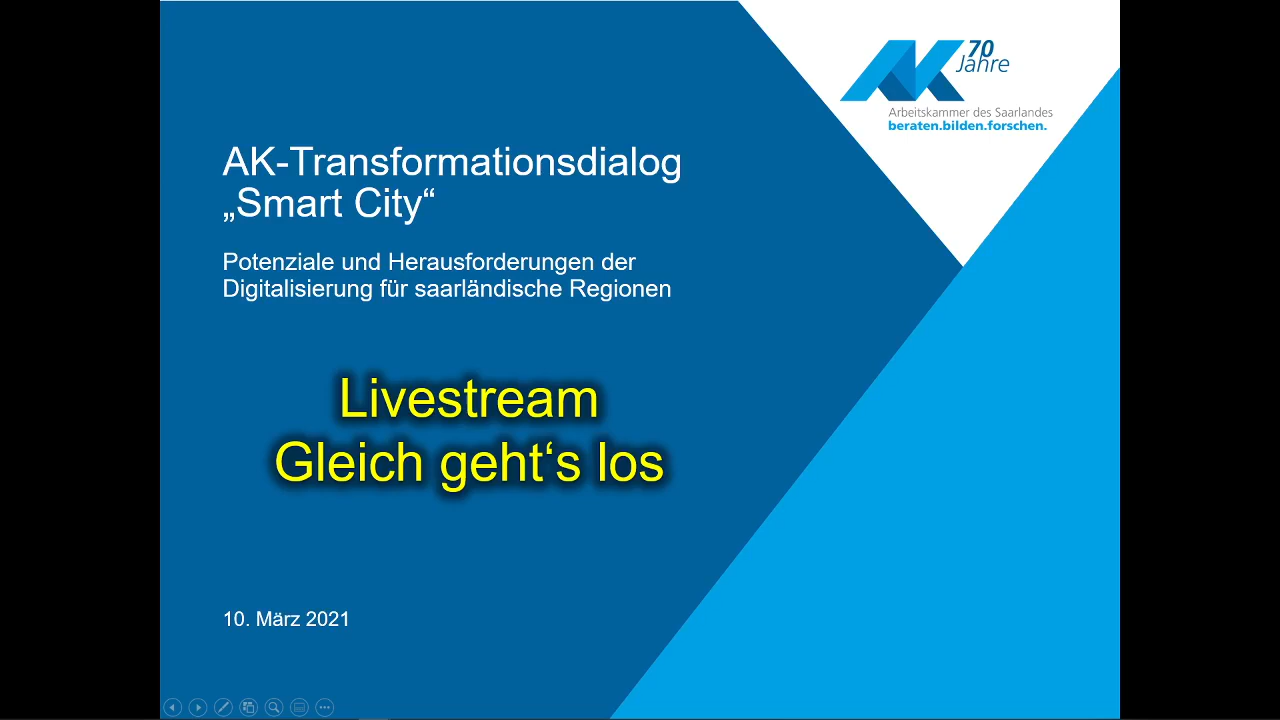 70
Jahre
AK
Arbeitskammer des Saarlandes
beraten.bilden.forschen.
AK-Transformationsdialog
„Smart City“
Potenziale und Herausforderungen der
Digitalisierung für saarländische Regionen
Livestream
Gleich geht‘s los
10. März 2021